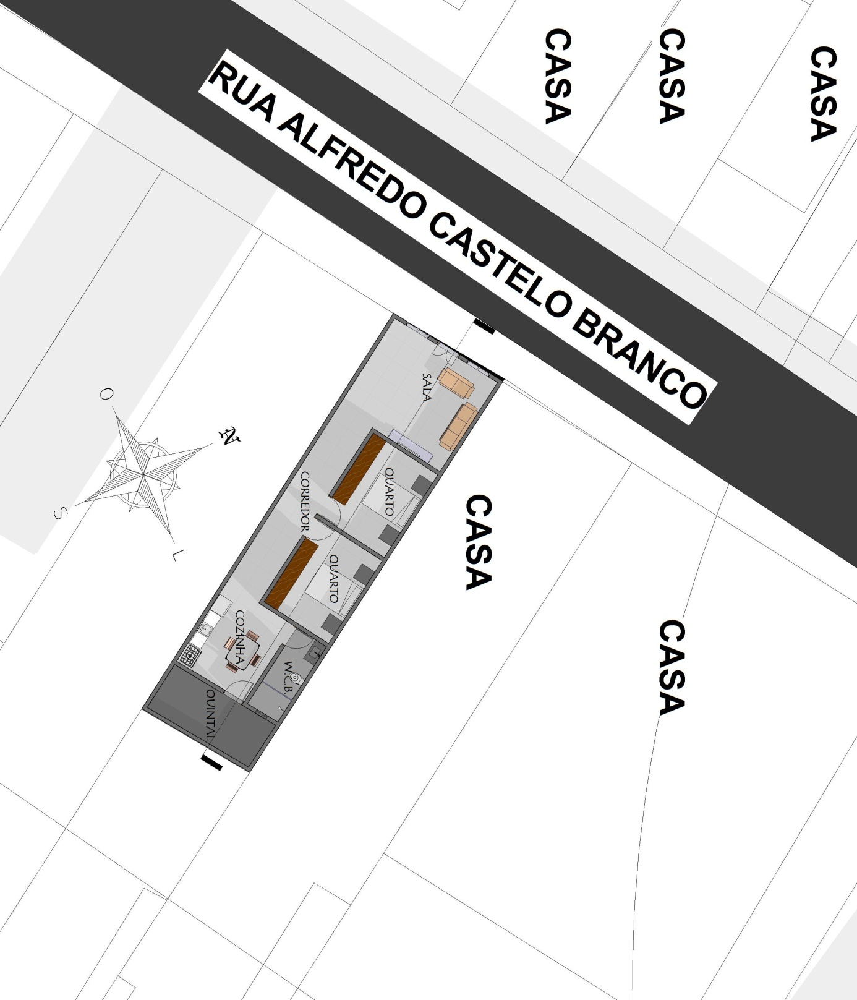 CASA
CASA
CASA
RUA ALFREDO CASTELO BRANCO
SALA
QUARTO
CORREDOR
QUARTO
CASA
COZINHA
W.C.B.
QUINTAL
CASA
O
N
S
L